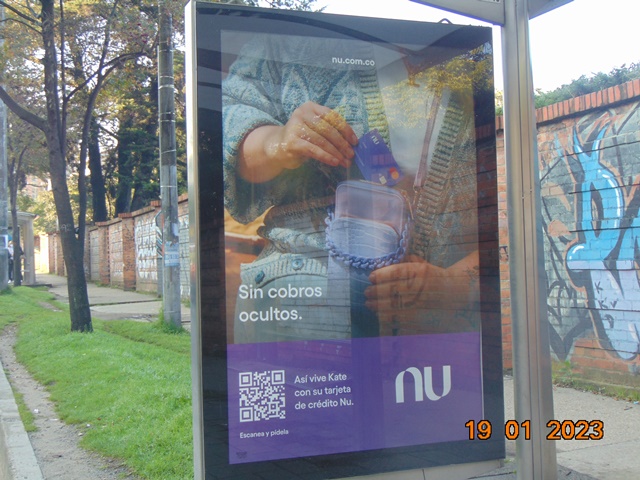 nu.com.co
Sin cobros
ocultos.
Así vive Kate
con su tarjeta
de crédito Nu.
nu
Escanea y pídela
19 01 2023